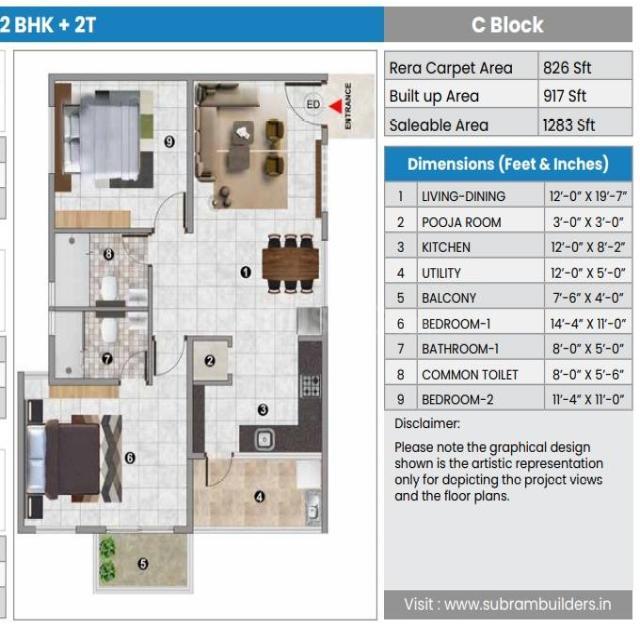 2 BHK + 2T
C Block
Rera Carpet Area 826 Sft
Built up Area 917 Sft
Saleable Area 1283 Sft
Dimensions (Feet & Inches)
1 LIVING-DINING 12'-0" X 19'-7"
2 POOJA ROOM 3'-0" X 3'-0"
3 KITCHEN 12'-0" X 8'-2"
4 UTILITY 12'-0" X 5'-0"
5 BALCONY 7'-6" X 4'-0"
6 BEDROOM-1 14'-4" X 11'-0"
7 BATHROOM-1 8'-0" X 5'-0"
8 COMMON TOILET 8'-0" X 5'-6"
9 BEDROOM-2 11'-4" X 11'-0"
Disclaimer:
Please note the graphical design
shown is the artistic representation
only for depicting the project views
and the floor plans.
Visit : www.subrambuilders.in
ED
ENTRANCE
9
8
1
7
2
3
6
4
5